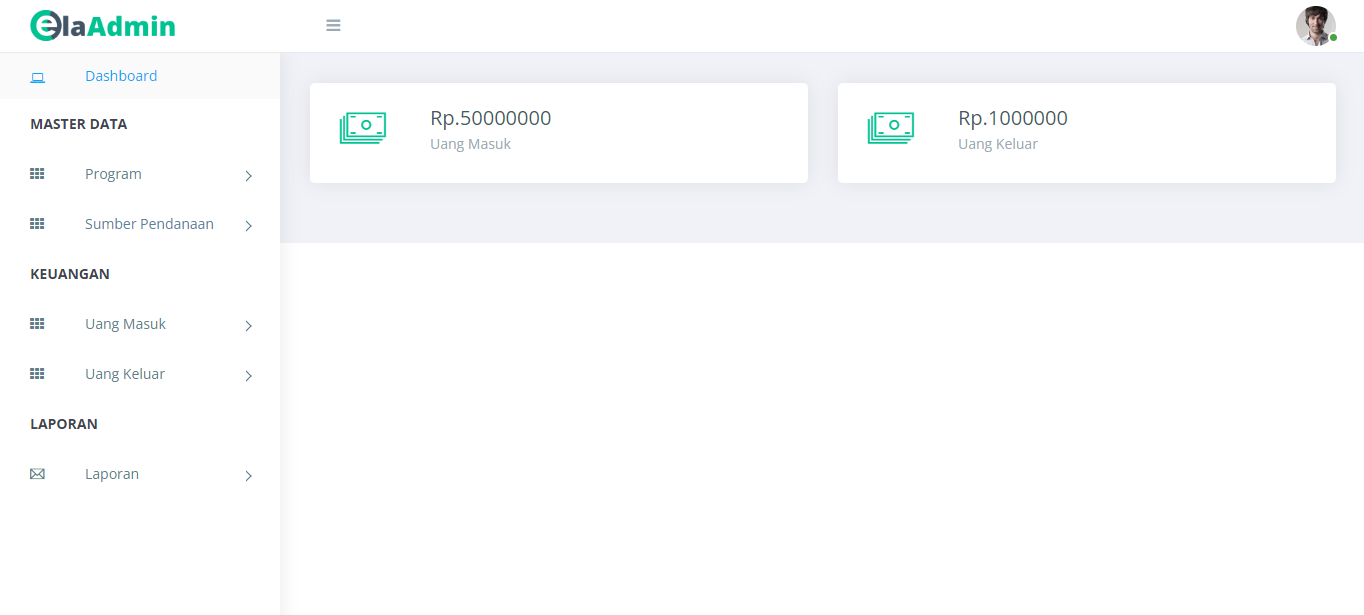 elaAdmin
Dashboard
MASTER DATA
Program
Sumber Pendanaan
KEUANGAN
Uang Masuk
Uang Keluar
LAPORAN
Laporan
Rp.50000000
Uang Masuk
Rp.1000000
Uang Keluar